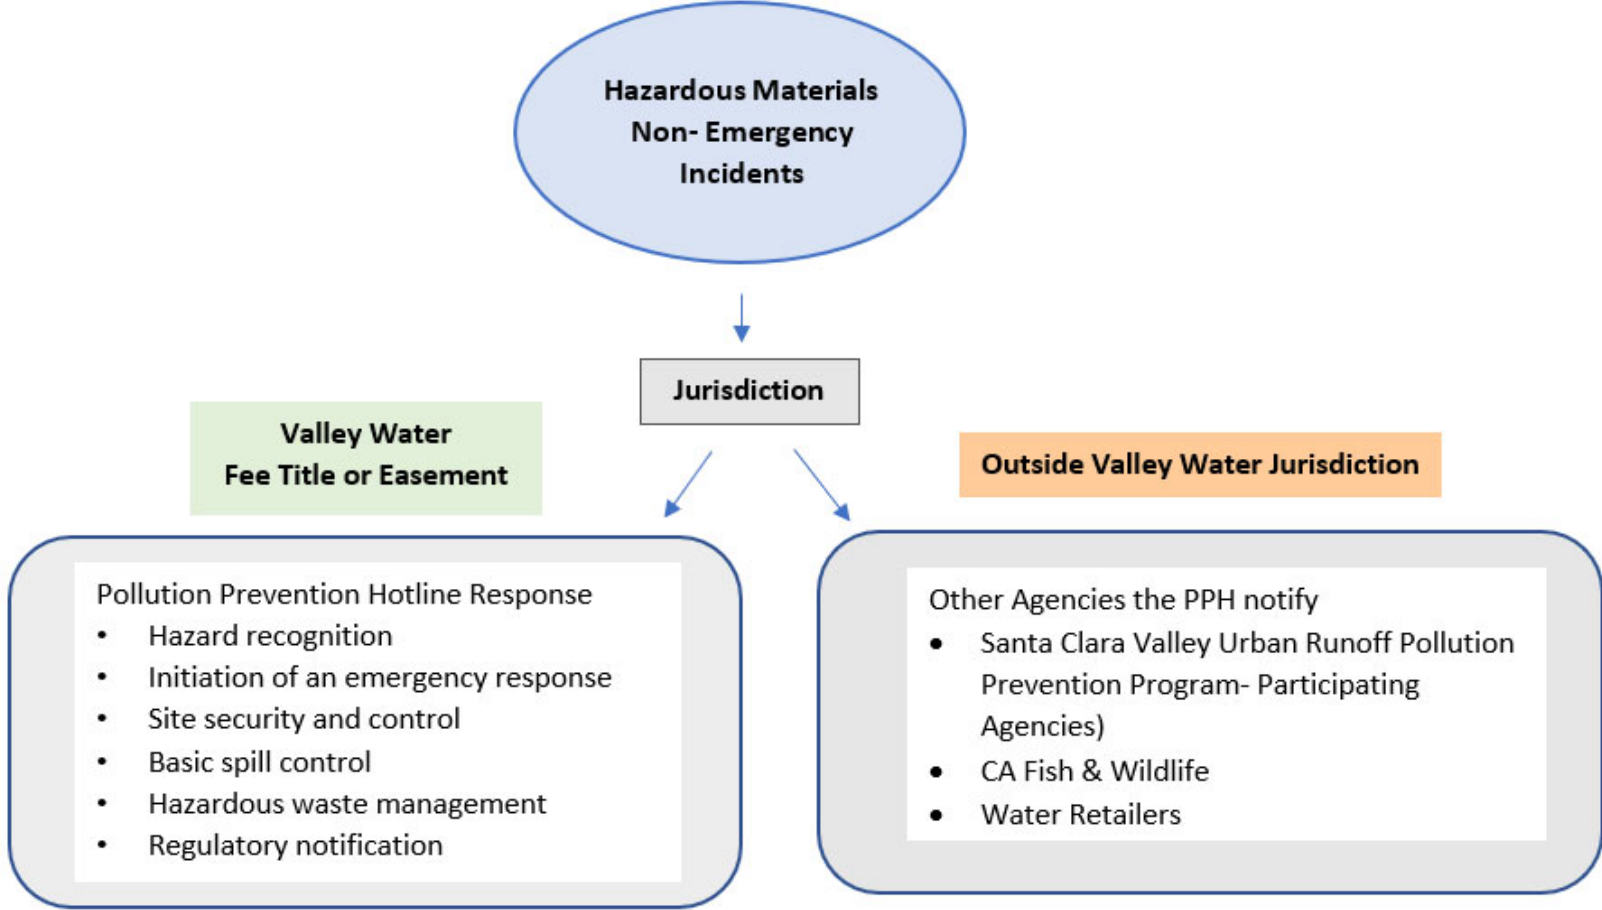 Hazardous Materials
Non- Emergency
Incidents
Jurisdiction
Valley Water
Fee Title or Easement
Outside Valley Water Jurisdiction
Pollution Prevention Hotline Response
• Hazard recognition
• Initiation of an emergency response
• Site security and control
• Basic spill control
• Hazardous waste management
• Regulatory notification
Other Agencies the PPH notify
• Santa Clara Valley Urban Runoff Pollution
Prevention Program- Participating
Agencies)
• CA Fish & Wildlife
• Water Retailers